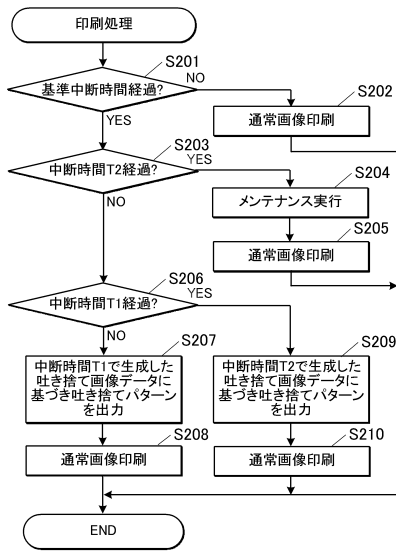 印刷処理
S201
基準中断時間経過?
NO
YES
S202
通常画像印刷
S203
中断時間T2経過?
YES
NO
S204
メンテナンス実行
S205
通常画像印刷
S206
中断時間T1経過?
YES
NO
S207
中断時間T1で生成した
吐き捨て画像データに
基づき吐き捨てパターン
を出力
S209
中断時間T2で生成した
吐き捨て画像データに
基づき吐き捨てパターン
を出力
S208
通常画像印刷
S210
通常画像印刷
END